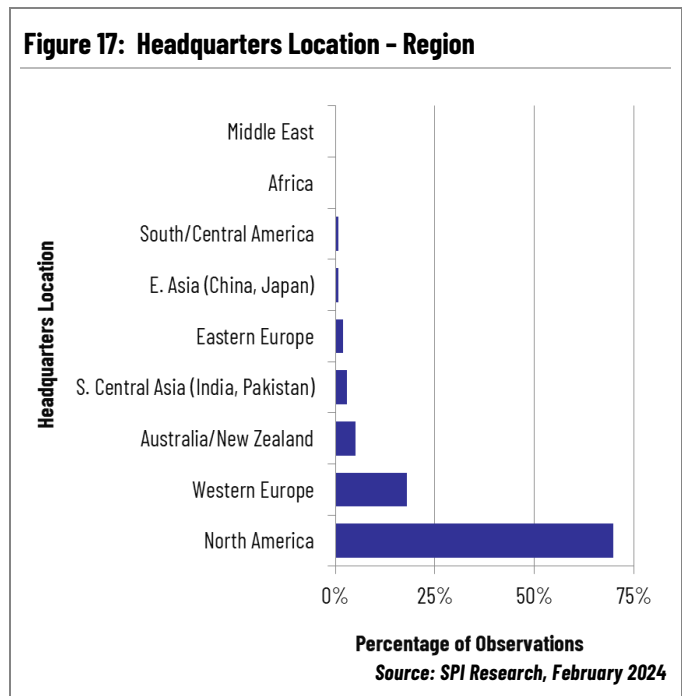 Figure 17: Headquarters Location – Region
Headquarters Location
Middle East
Africa
South/Central America
E. Asia (China, Japan)
Eastern Europe
S. Central Asia (India, Pakistan)
Australia/New Zealand
Western Europe
North America
0% 25% 50% 75%
Percentage of Observations
Source: SPI Research, February 2024